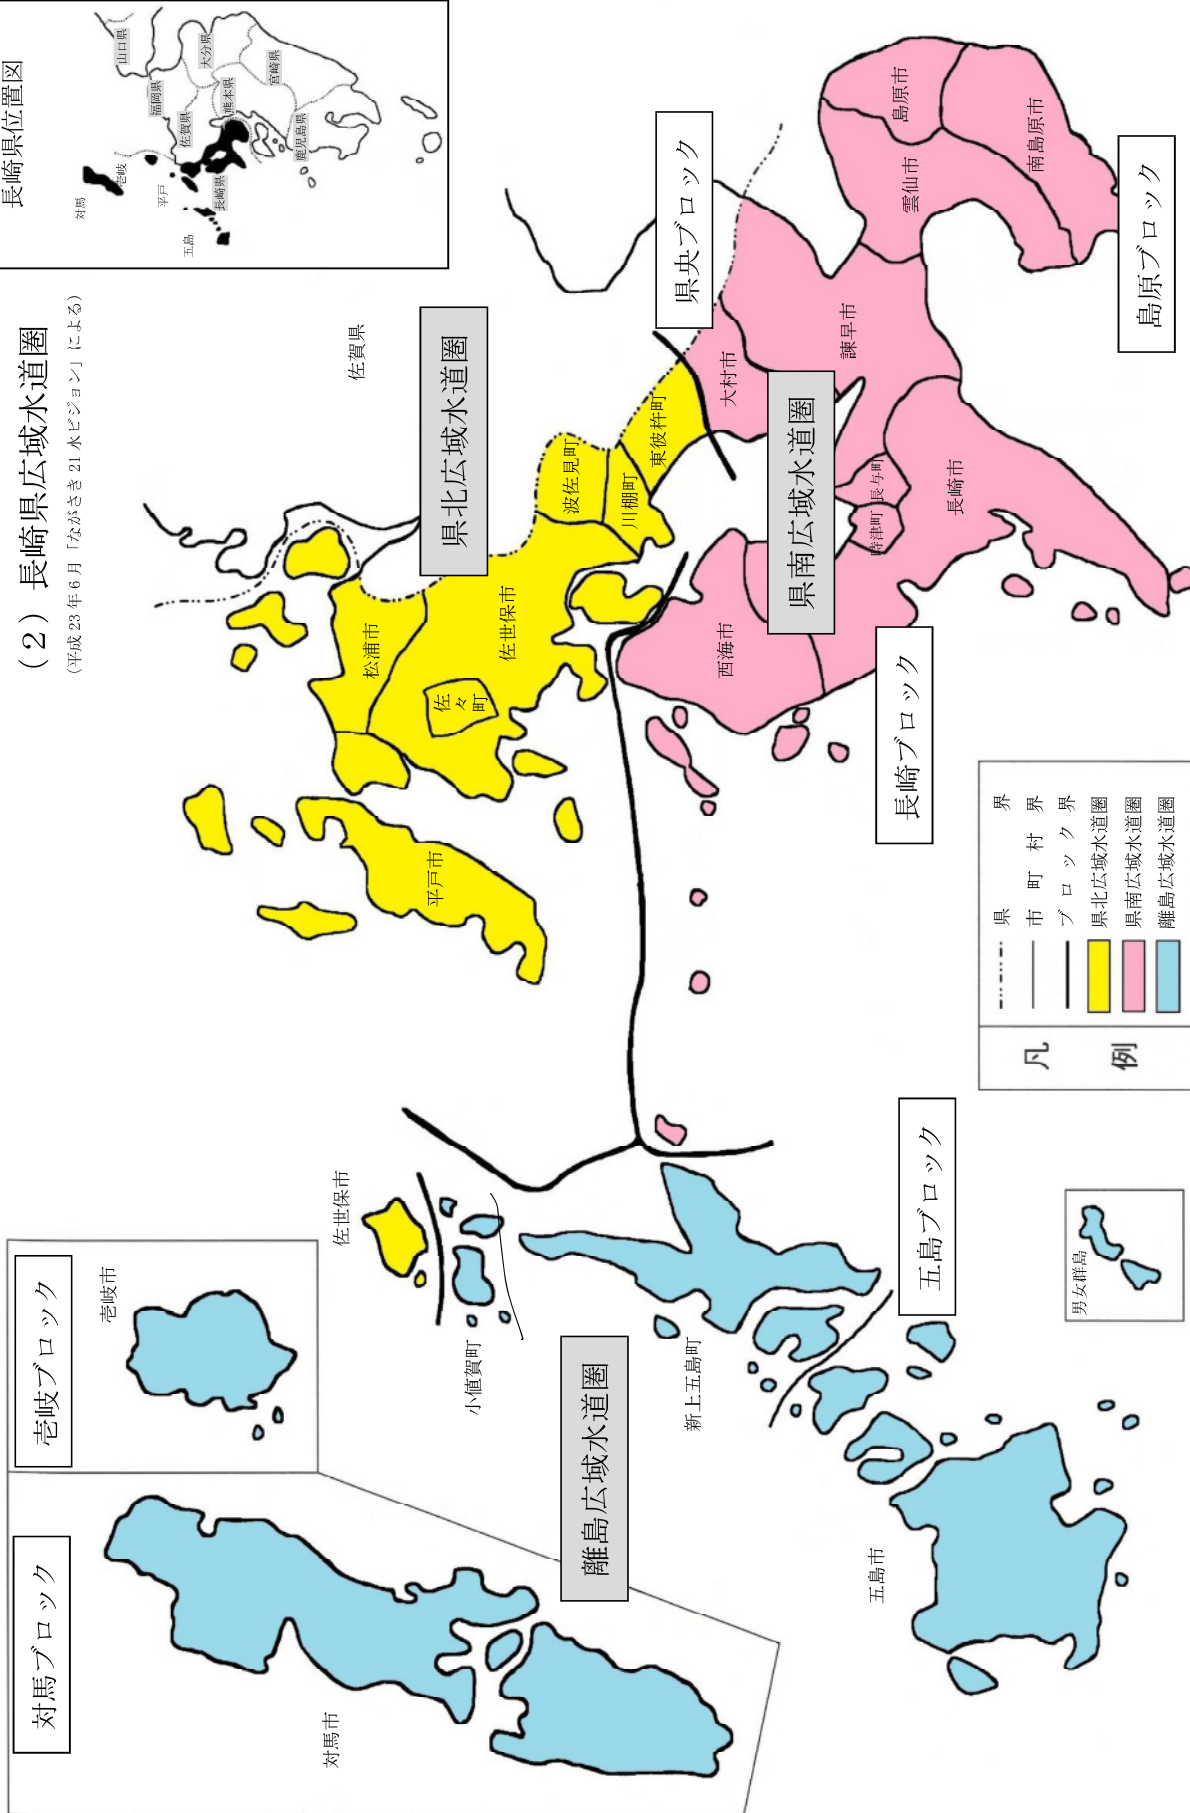 （２）長崎県広域水道圏
（平成 23 年 6 月「ながさき 21 水ビジョン」による）
長崎県位置図
対馬
壱岐
平戸
五島
長崎県
佐賀県
福岡県
山口県
大分県
熊本県
宮崎県
鹿児島県
対馬ブロック
対馬市
壱岐ブロック
壱岐市
佐世保市
小値賀町
離島広域水道圏
新上五島町
五島ブロック
五島市
男女群島
平戸市
松浦市
佐々町
佐世保市
佐賀県
県北広域水道圏
波佐見町
川棚町
東彼杵町
県央ブロック
大村市
諫早市
県南広域水道圏
西海市
時津町
長与町
長崎市
長崎ブロック
雲仙市
島原市
南島原市
島原ブロック
凡例
県界
市町村界
ブロック界
県北広域水道圏
県南広域水道圏
離島広域水道圏